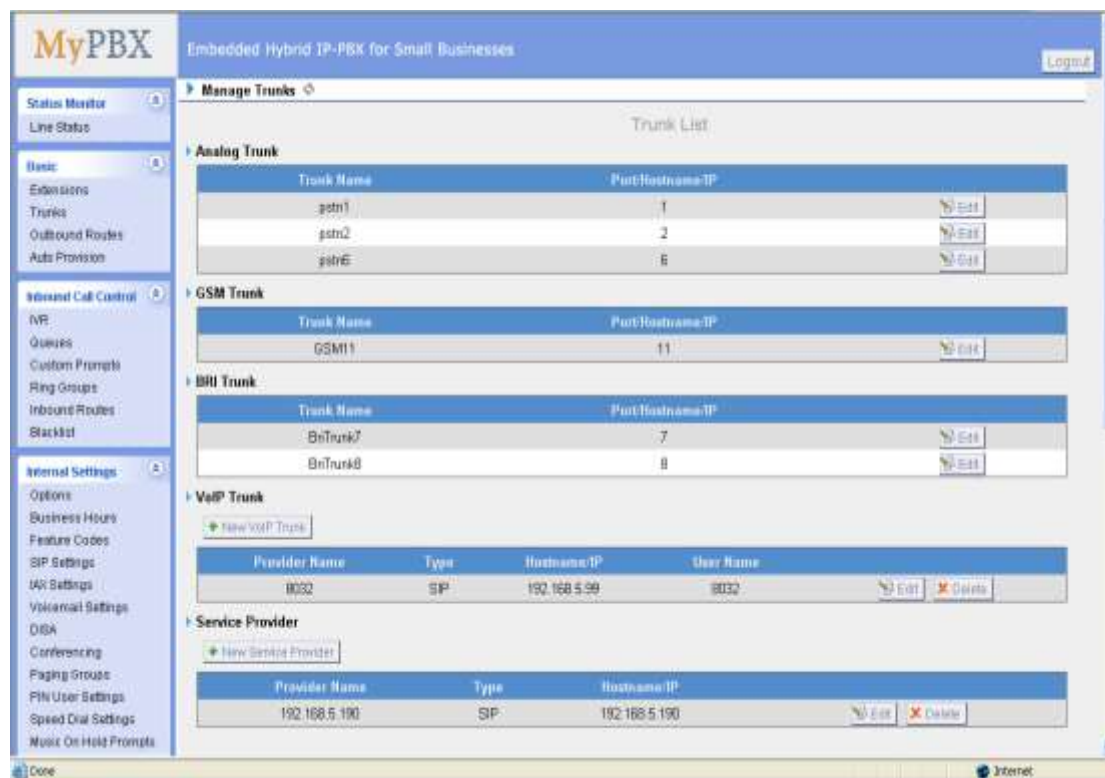 MyPBX
Embedded Hybrid IP-PBX for Small Businesses
Logout
Status Monitor
Line Status
Basic
Extensions
Trunks
Outbound Routes
Auto Provision
Inbound Call Control
IVR
Queues
Custom Prompts
Ring Groups
Inbound Routes
Blacklist
Internal Settings
Options
Business Hours
Feature Codes
SIP Settings
IAX Settings
Voicemail Settings
DISA
Conferencing
Paging Groups
PIN User Settings
Speed Dial Settings
Music On Hold Prompts
Manage Trunks
Trunk List
Analog Trunk
Trunk Name Port/Hostname/IP
pstn1 1 Edit
pstn2 2 Edit
pstn6 6 Edit
GSM Trunk
Trunk Name Port/Hostname/IP
GSM11 11 Edit
BRI Trunk
Trunk Name Port/Hostname/IP
BriTrunk7 7 Edit
BriTrunk8 8 Edit
VoIP Trunk
New VoIP Trunk
Provider Name Type Hostname/IP User Name
8032 SIP 192.168.5.99 8032 Edit Delete
Service Provider
New Service Provider
Provider Name Type Hostname/IP
192.168.5.190 SIP 192.168.5.190 Edit Delete
Done Internet